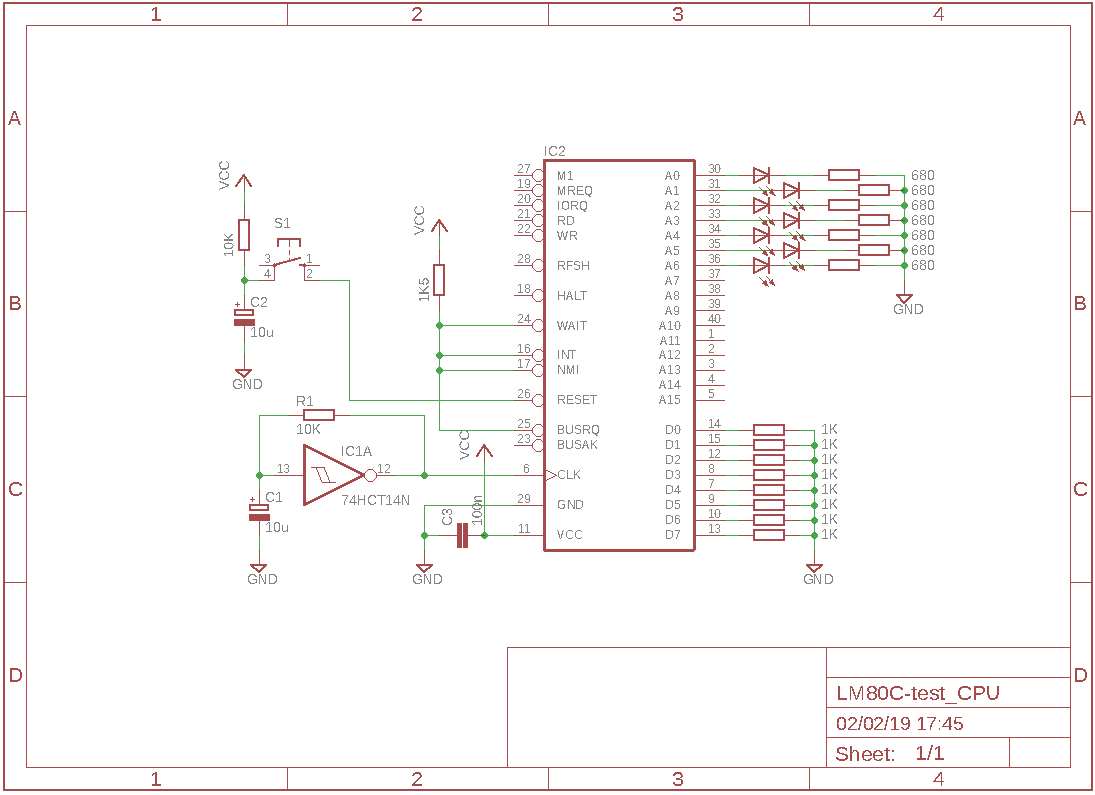 1 2 3 4
A A
B B
C C
D D
VCC
10K
S1
3 1
4 2
C2
+
10u
GND
VCC
1K5
R1
10K
13
IC1A
12
74HCT14N
C1
+
10u
GND
VCC
C3
100n
GND
IC2
27 M1
19 MREQ
20 IORQ
21 RD
22 WR
28 RFSH
18 HALT
24 WAIT
16 INT
17 NMI
26 RESET
25 BUSRQ
23 BUSAK
6 CLK
29 GND
11 VCC
A0 30 680
A1 31 680
A2 32 680
A3 33 680
A4 34 680
A5 35 680
A6 36 680
A7 37
A8 38
A9 39
A10 40
A11 1
A12 2
A13 3
A14 4
A15 5
GND
D0 14 1K
D1 15 1K
D2 12 1K
D3 8 1K
D4 7 1K
D5 9 1K
D6 10 1K
D7 13 1K
GND
LM80C-test_CPU
02/02/19 17:45
Sheet: 1/1
1 2 3 4